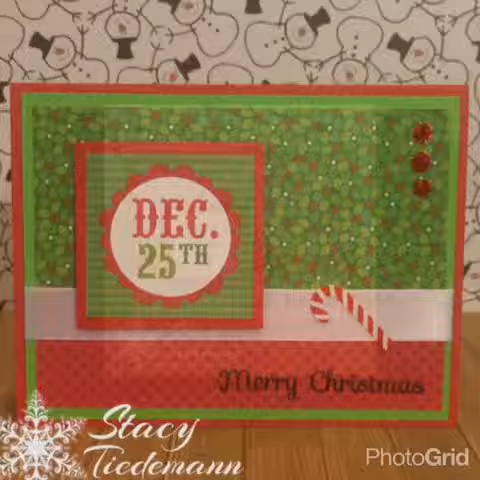 DEC.
25TH
Merry Christmas
Stacy
Tiedemann
PhotoGrid